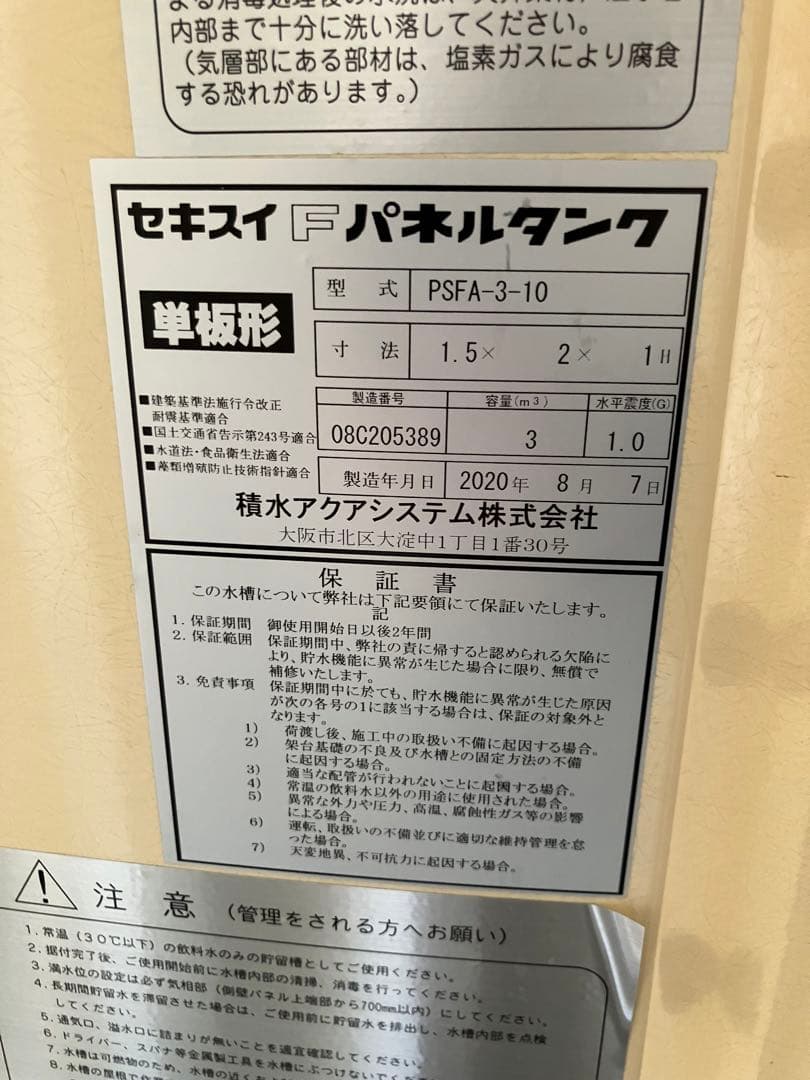 内部まで十分に洗い落してください。
(気層部にある部材は、塩素ガスにより腐食
する恐れがあります。)
セキスイ Fパネルタンク
単板形
型式 PSFA-3-10
寸法 1.5× 2× 1H
■建築基準法施行令改正
耐震基準適合
■国土交通省告示第243号適合
■水道法・食品衛生法適合
■藻類増殖防止技術指針適合
製造番号 容量(m³) 水平震度(G)
08C205389 3 1.0
製造年月日 2020年 8月 7日
積水アクアシステム株式会社
大阪市北区大淀中1丁目1番30号
保証書
この水槽について弊社は下記要領にて保証いたします。
記
1. 保証期間 御使用開始日以後2年間
2. 保証範囲 保証期間中、弊社の責に帰すると認められる欠陥に
より、貯水機能に異常が生じた場合に限り、無償で
補修いたします。
3. 免責事項 保証期間中に於ても、貯水機能に異常が生じた原因
が次の各号の1に該当する場合は、保証の対象外と
なります。
1) 荷渡し後、施工中の取扱い不備に起因する場合。
2) 架台基礎の不良及び水槽との固定方法の不備
に起因する場合。
3) 適当な配管が行われないことに起因する場合。
4) 常温の飲料水以外の用途に使用された場合。
5) 異常な外力や圧力、高温、腐蝕性ガス等の影響
による場合。
6) 運転、取扱いの不備並びに適切な維持管理を怠
った場合。
7) 天変地異、不可抗力に起因する場合。
注意 (管理をされる方へお願い)
1. 常温(30℃以下)の飲料水のみの貯留槽としてご使用ください。
2. 据付完了後、ご使用開始前に水槽内部の清掃、消毒を行ってください。
3. 満水位の設定は必ず気相部(側壁パネル上端部から700mm以内)にしてください。
4. 長期間貯留水を滞留させた場合は、ご使用前に貯留水を排出し、水槽内部を点検
してください。
5. 通気口、溢水口に詰まりが無いことを適宜確認してください。
6. ドライバー、スパナ等金属製工具を水槽にぶつけないでくだ
7. 水槽は可燃物のため、水槽の近く
8. 水槽の屋根で作